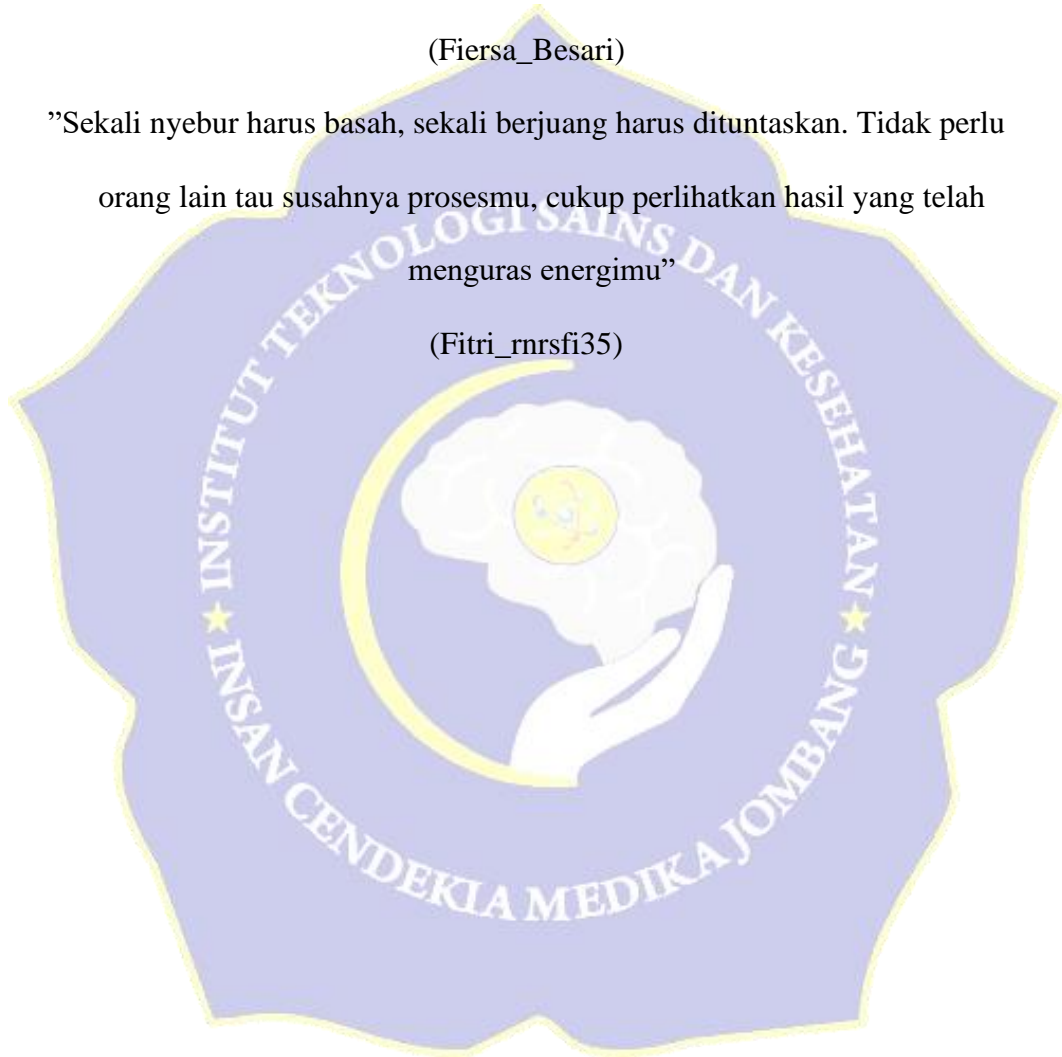 (Fiersa_Besari)
”Sekali nyebur harus basah, sekali berjuang harus dituntaskan. Tidak perlu
orang lain tau susahnya prosesmu, cukup perlihatkan hasil yang telah
menguras energimu”
(Fitri_rnrsfi35)
INSTITUT TEKNOLOGI SAINS DAN KESEHATAN
INSAN CENDEKIA MEDIKA JOMBANG